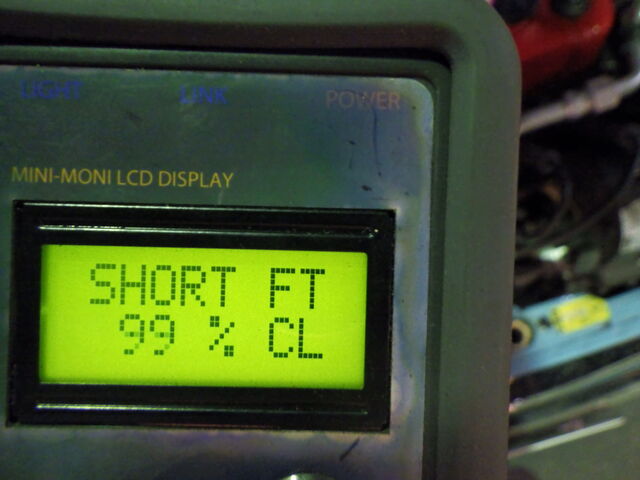 LIGHT LINK POWER
MINI-MONI LCD DISPLAY
SHORT FT
99 % CL